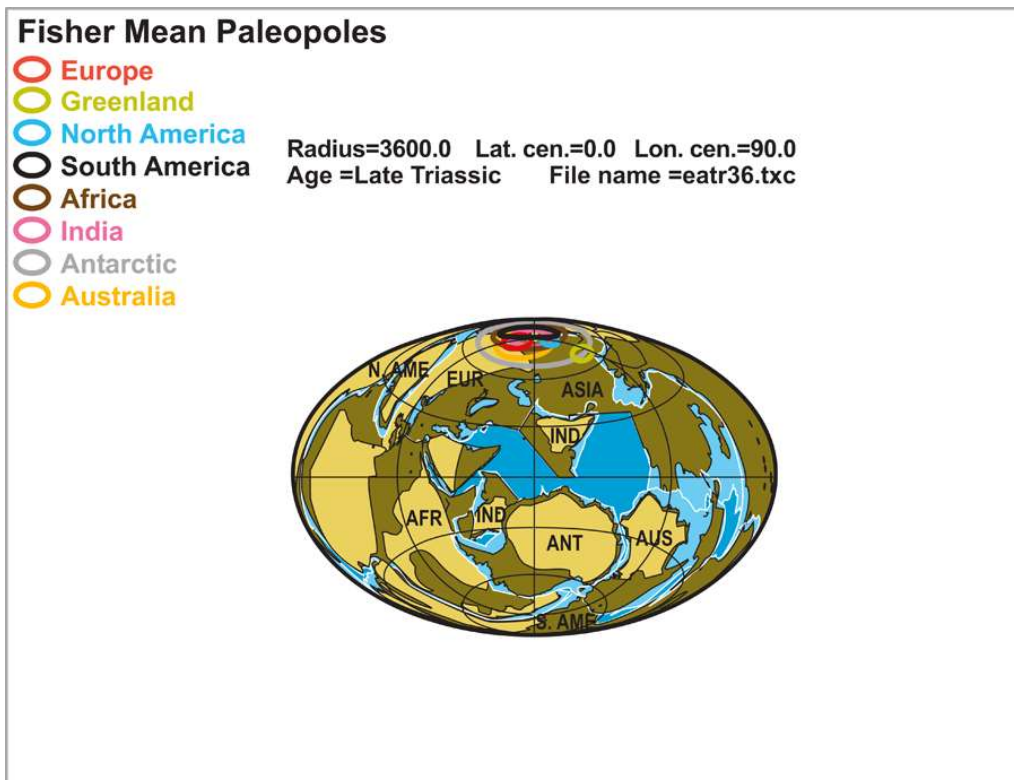 Fisher Mean Paleopoles
Europe
Greenland
North America
South America
Africa
India
Antarctic
Australia
Radius=3600.0 Lat. cen.=0.0 Lon. cen.=90.0
Age =Late Triassic File name =eatr36.txc
N. AME
EUR
ASIA
IND
AFR
IND
ANT
AUS
S. AME